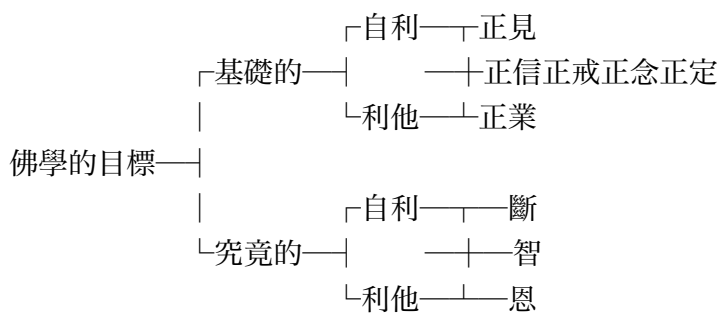 自利 正見
基礎的 正信正戒正念正定
利他 正業
佛學的目標
自利 斷
究竟的 智
利他 恩